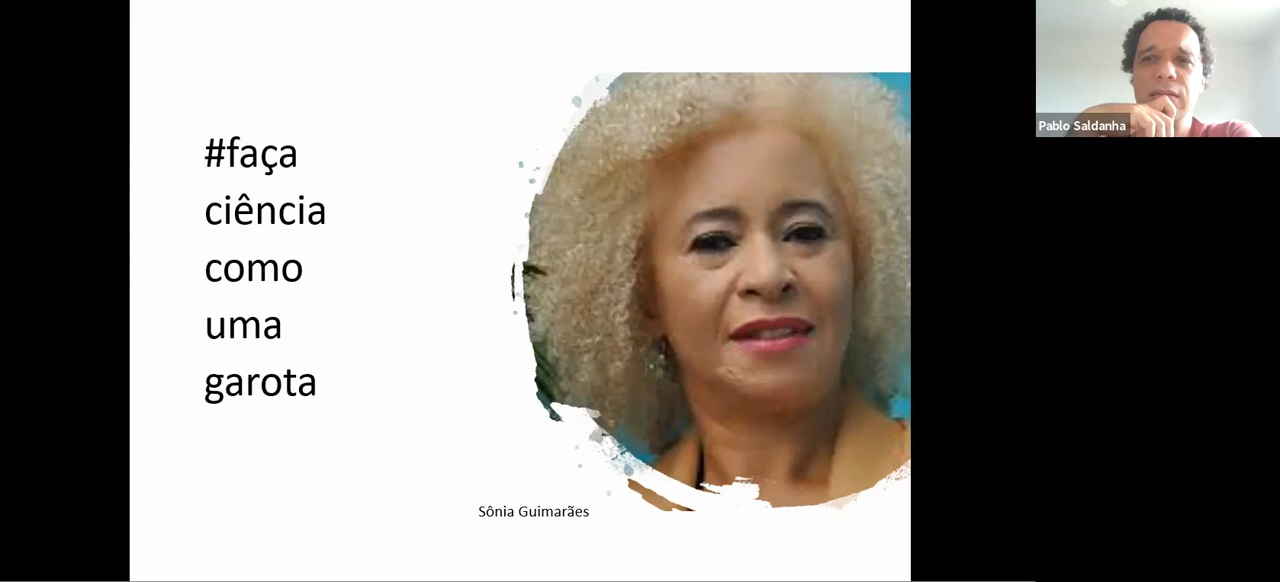 #faça
ciência
como
uma
garota
Sônia Guimarães
Pablo Saldanha